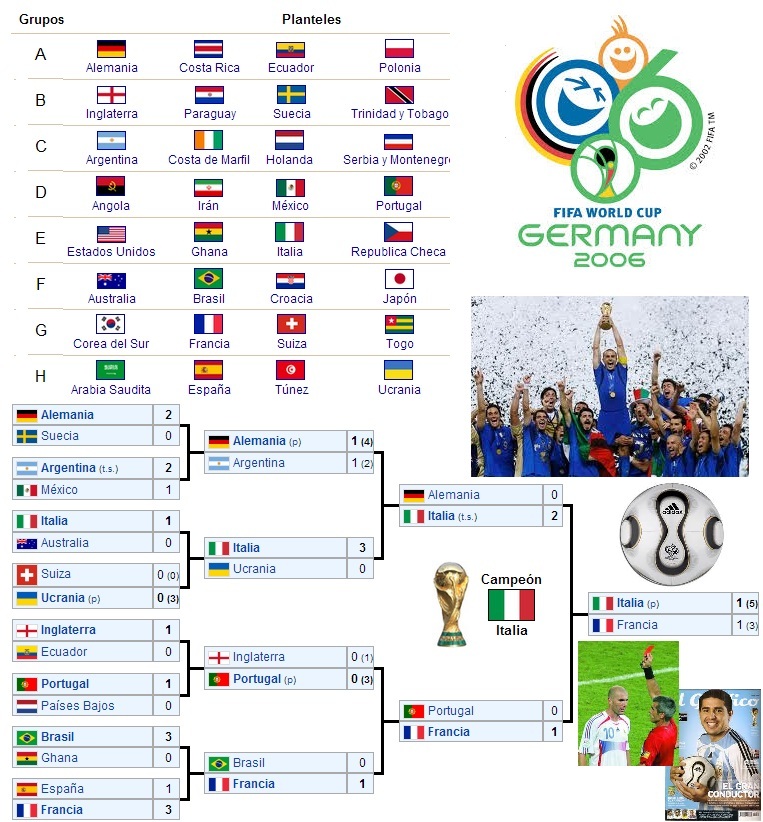 Grupos Planteles
A Alemania Costa Rica Ecuador Polonia
B Inglaterra Paraguay Suecia Trinidad y Tobago
C Argentina Costa de Marfil Holanda Serbia y Montenegro
D Angola Irán México Portugal
E Estados Unidos Ghana Italia Republica Checa
F Australia Brasil Croacia Japón
G Corea del Sur Francia Suiza Togo
H Arabia Saudita España Túnez Ucrania
© 2002 FIFA TM
FIFA WORLD CUP
GERMANY
2006
Alemania 2
Suecia 0
Argentina (t.s.) 2
México 1
Italia 1
Australia 0
Suiza 0 (0)
Ucrania (p) 0 (3)
Inglaterra 1
Ecuador 0
Portugal 1
Países Bajos 0
Brasil 3
Ghana 0
España 1
Francia 3
Alemania (p) 1 (4)
Argentina 1 (2)
Italia 3
Ucrania 0
Inglaterra 0 (1)
Portugal (p) 0 (3)
Brasil 0
Francia 1
Alemania 0
Italia (t.s.) 2
Portugal 0
Francia 1
Campeón
Italia
adidas
Italia (p) 1 (5)
Francia 1 (3)
10
El Gráfico
EL GRAN
CONDUCTOR